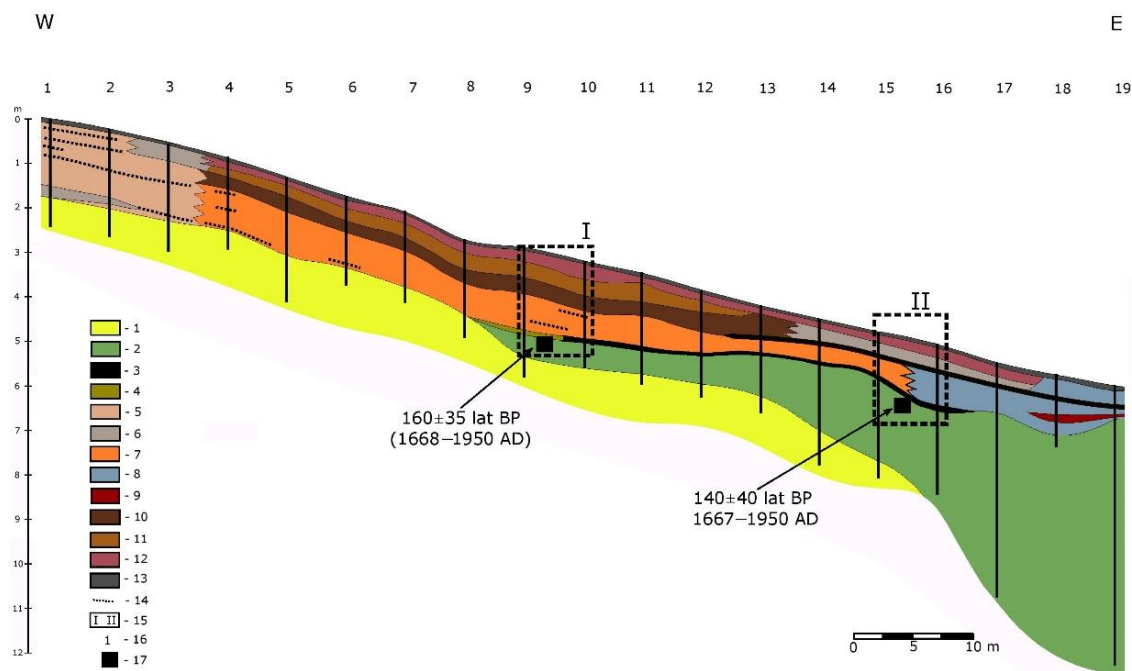 W E
1 2 3 4 5 6 7 8 9 10 11 12 13 14 15 16 17 18 19
m
0
1
2
3
4
5
6
7
8
9
10
11
12
I
II
160±35 lat BP
(1668–1950 AD)
140±40 lat BP
1667–1950 AD
- 1
- 2
- 3
- 4
- 5
- 6
- 7
- 8
- 9
- 10
- 11
- 12
- 13
- 14
I II - 15
1 - 16
- 17
0 5 10 m